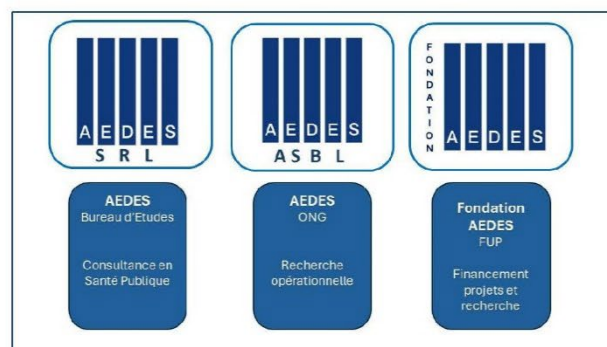 AEDES
SRL
AEDES
ASBL
FONDATION
AEDES
AEDES
Bureau d'Etudes
Consultance en
Santé Publique
AEDES
ONG
Recherche
opérationnelle
Fondation
AEDES
FUP
Financement
projets et
recherche